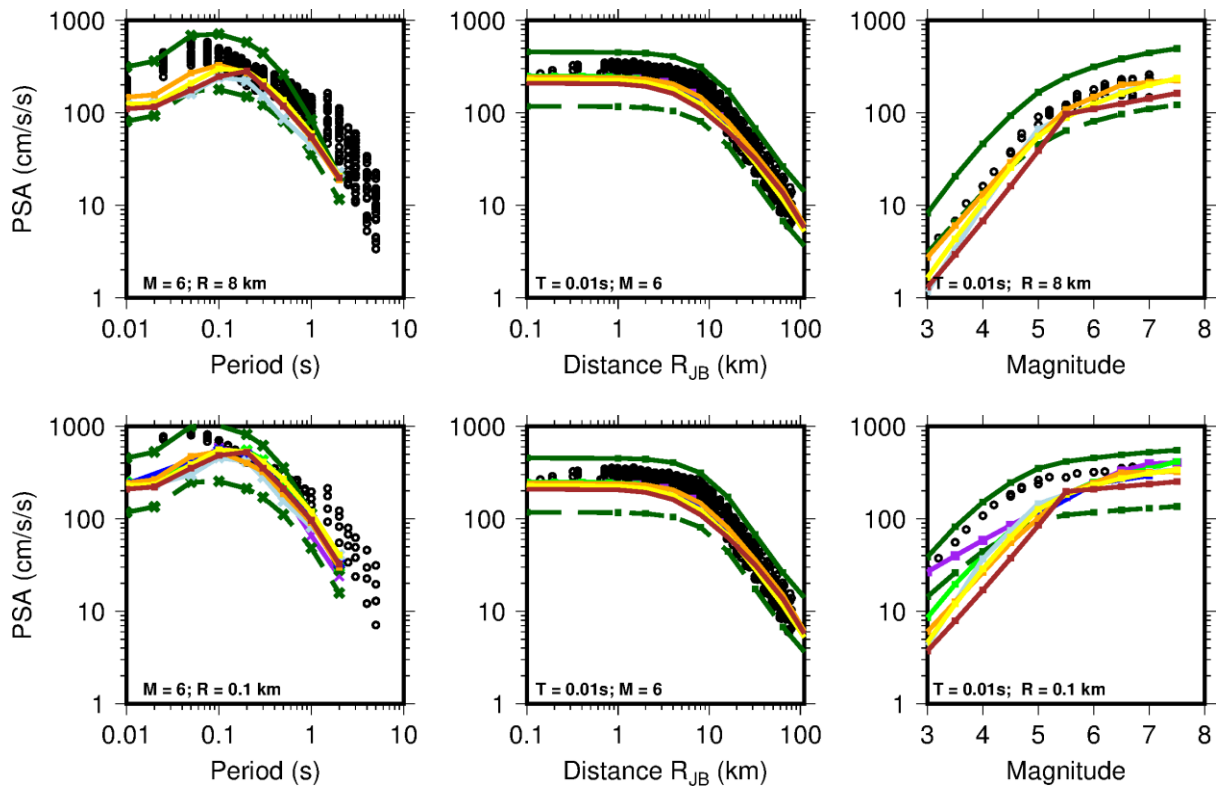 1000
100
10
1
PSA (cm/s/s)
M = 6; R = 8 km
0.01 0.1 1 10
Period (s)
1000
100
10
1
T = 0.01s; M = 6
0.1 1 10 100
Distance R_JB (km)
1000
100
10
1
T = 0.01s; R = 8 km
3 4 5 6 7 8
Magnitude
1000
100
10
1
PSA (cm/s/s)
M = 6; R = 0.1 km
0.01 0.1 1 10
Period (s)
1000
100
10
1
T = 0.01s; M = 6
0.1 1 10 100
Distance R_JB (km)
1000
100
10
1
T = 0.01s; R = 0.1 km
3 4 5 6 7 8
Magnitude